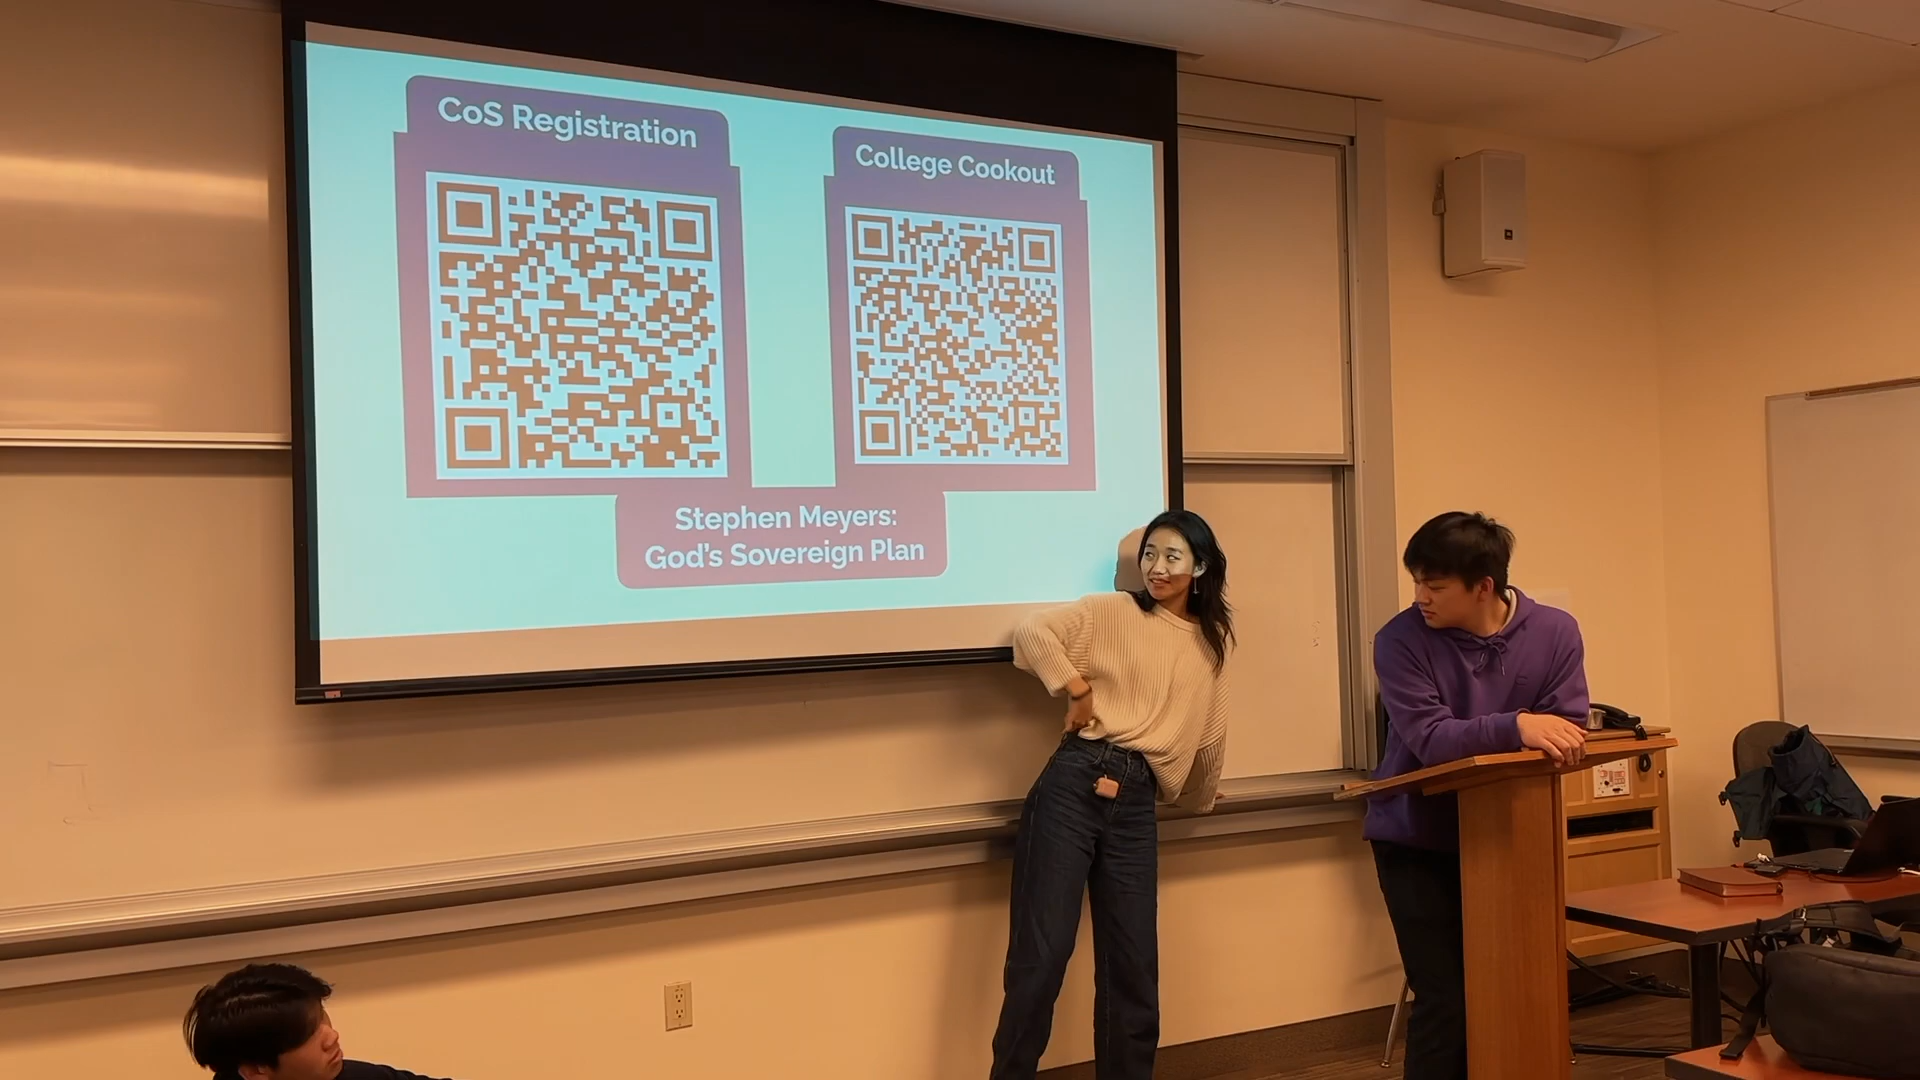 CoS Registration
College Cookout
Stephen Meyers:
God's Sovereign Plan